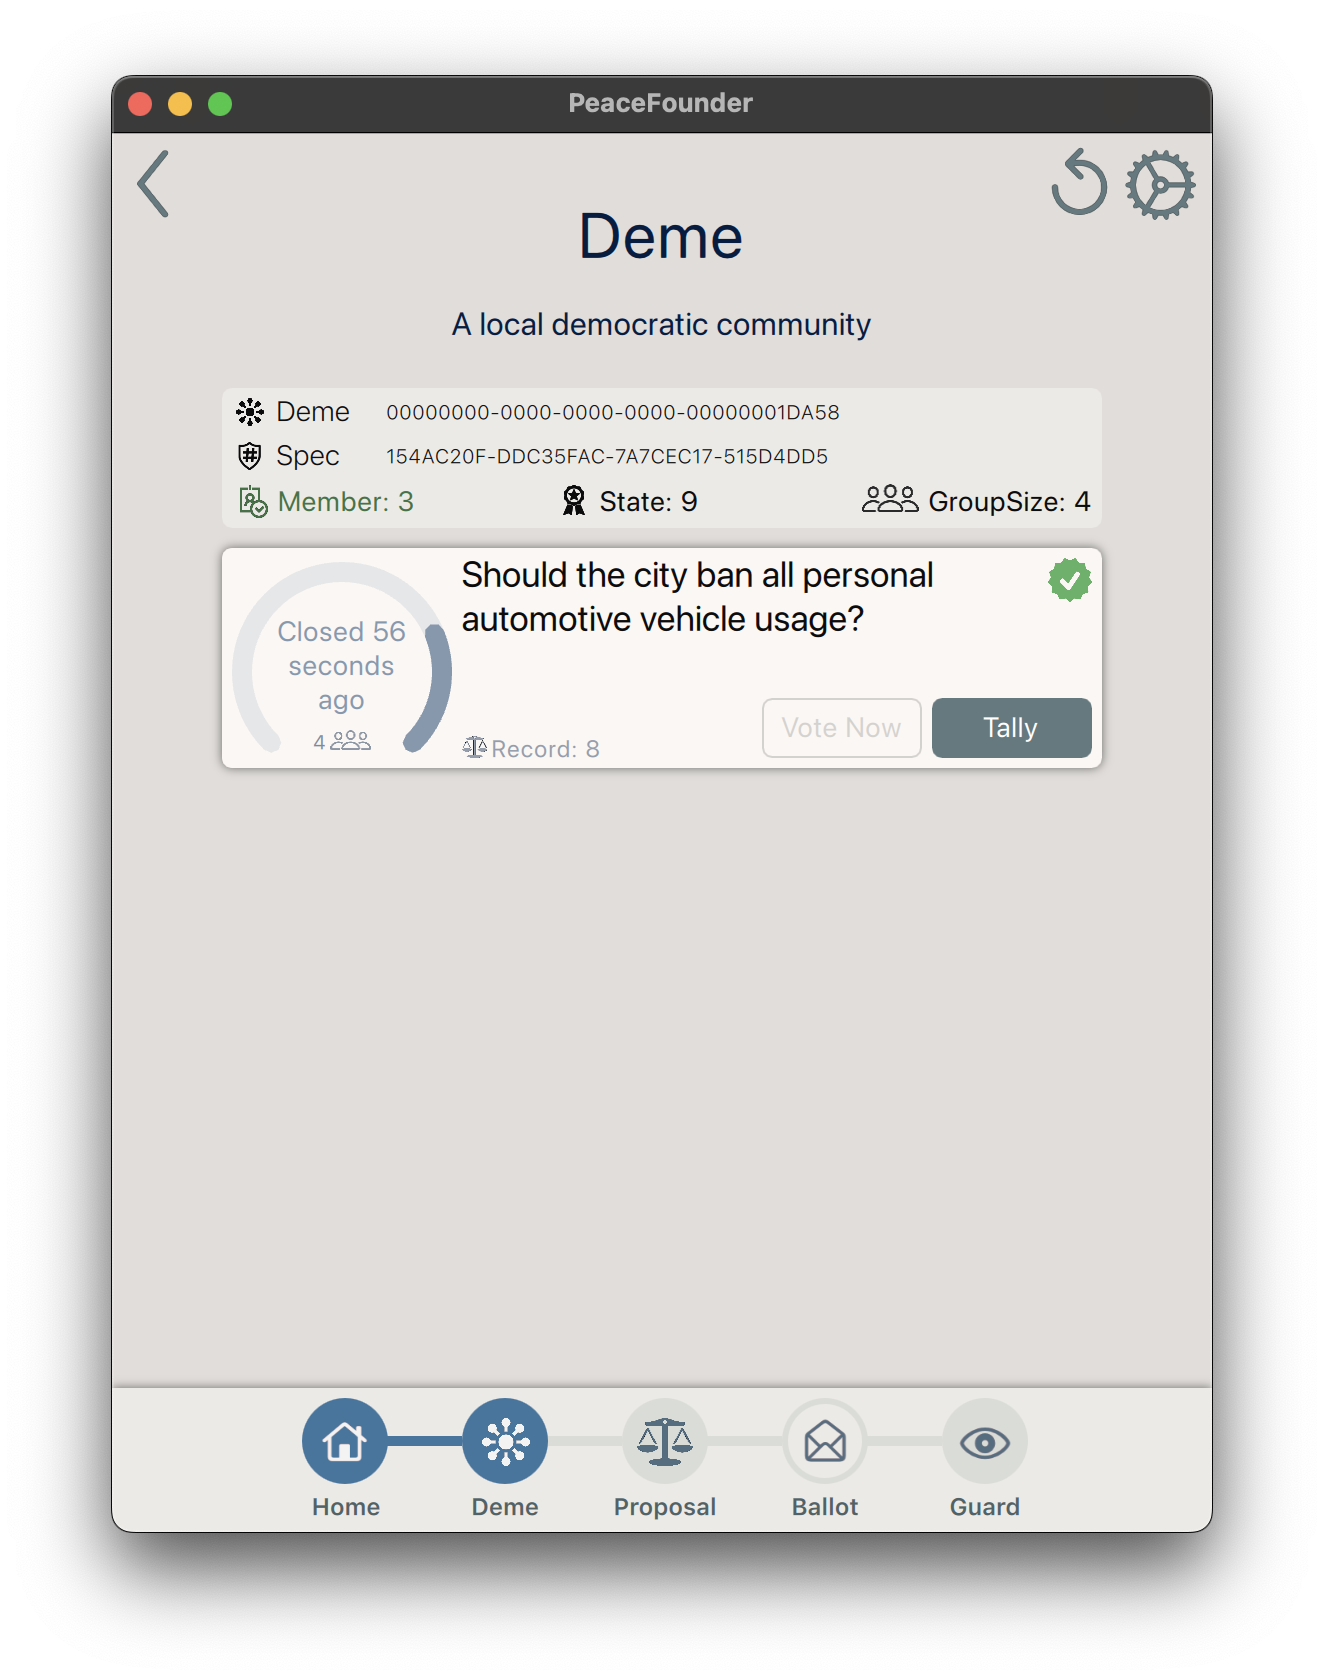 PeaceFounder
Deme
A local democratic community
Deme 00000000-0000-0000-0000-00000001DA58
Spec 154AC20F-DDC35FAC-7A7CEC17-515D4DD5
Member: 3 State: 9 GroupSize: 4
Should the city ban all personal
automotive vehicle usage?
Closed 56
seconds
ago
4
Record: 8
Vote Now
Tally
Home
Deme
Proposal
Ballot
Guard